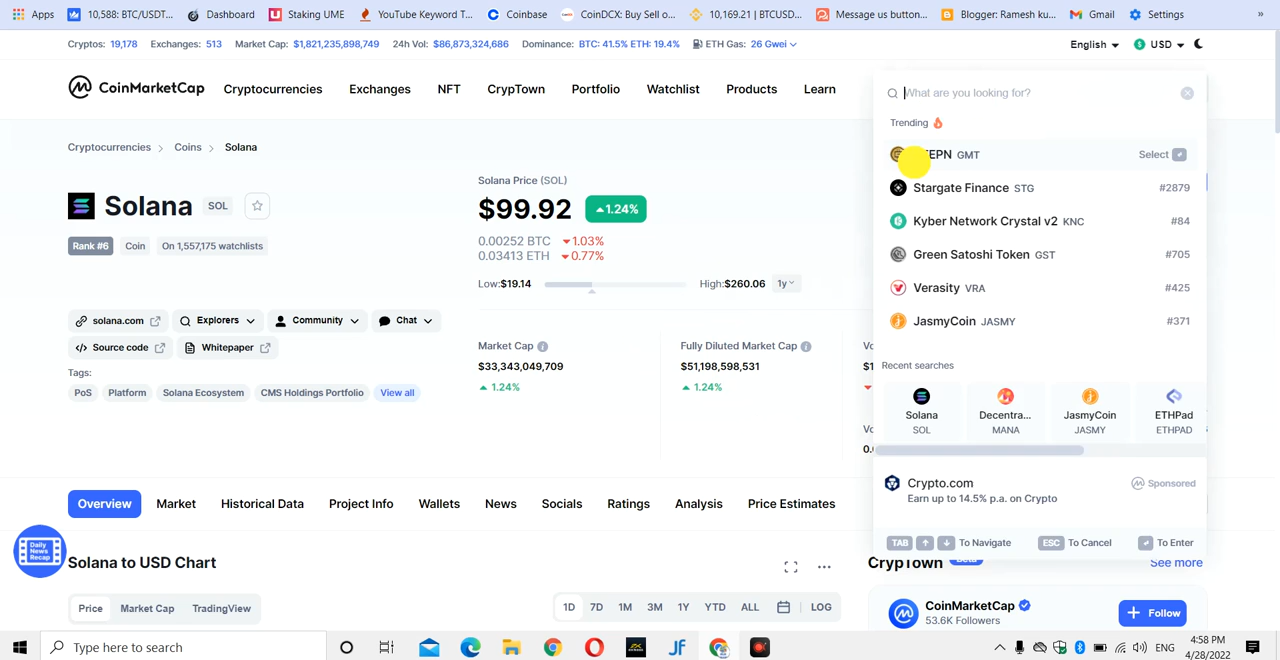 Apps
10,588: BTC/USDT...
Dashboard
Staking UME
YouTube Keyword T...
Coinbase
CoinDCX: Buy Sell o...
10,169.21 | BTCUSD...
Message us button...
Blogger: Ramesh ku...
Gmail
Settings
»
Cryptos: 19,178
Exchanges: 513
Market Cap: $1,821,235,898,749
24h Vol: $86,873,324,686
Dominance: BTC: 41.5% ETH: 19.4%
ETH Gas: 26 Gwei
English
USD
CoinMarketCap
Cryptocurrencies
Exchanges
NFT
CrypTown
Portfolio
Watchlist
Products
Learn
What are you looking for?
Trending
EPN GMT
Select
Stargate Finance STG
#2879
Kyber Network Crystal v2 KNC
#84
Green Satoshi Token GST
#705
Verasity VRA
#425
JasmyCoin JASMY
#371
Recent searches
Solana
SOL
Decentra...
MANA
JasmyCoin
JASMY
ETHPad
ETHPAD
Crypto.com
Sponsored
Earn up to 14.5% p.a. on Crypto
TAB
To Navigate
ESC
To Cancel
To Enter
Cryptocurrencies
Coins
Solana
Solana
SOL
Rank #6
Coin
On 1,557,175 watchlists
Solana Price (SOL)
$99.92
1.24%
0.00252 BTC
1.03%
0.03413 ETH
0.77%
Low:$19.14
High:$260.06
1y
solana.com
Explorers
Community
Chat
Source code
Whitepaper
Tags:
PoS
Platform
Solana Ecosystem
CMS Holdings Portfolio
View all
Market Cap
$33,343,049,709
1.24%
Fully Diluted Market Cap
$51,198,598,531
1.24%
Overview
Market
Historical Data
Project Info
Wallets
News
Socials
Ratings
Analysis
Price Estimates
Daily
News
Recap
Solana to USD Chart
Price
Market Cap
TradingView
1D
7D
1M
3M
1Y
YTD
ALL
LOG
CrypTown
See more
CoinMarketCap
53.6K Followers
Follow
Type here to search
ENG
4:58 PM
4/28/2022